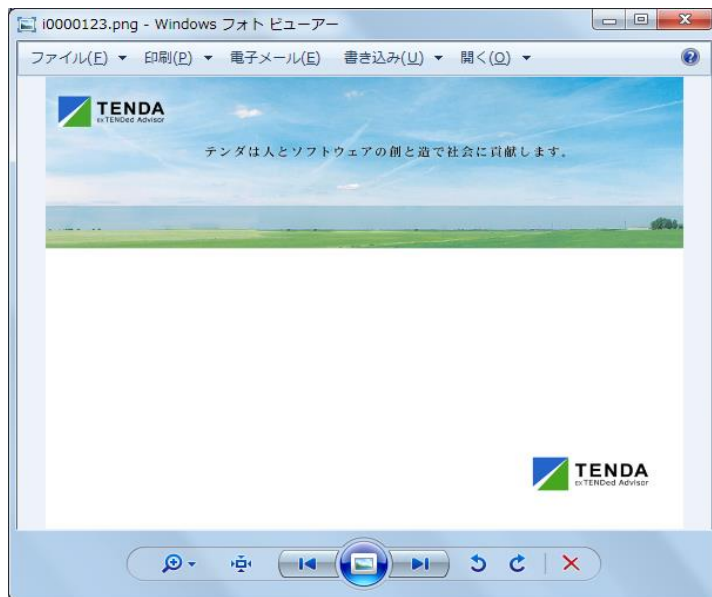 i0000123.png - Windows フォト ビューアー
ファイル(F) 印刷(P) 電子メール(E) 書き込み(U) 開く(O)
TENDA
exTENDed Advisor
テンダは人とソフトウェアの創と造で社会に貢献します。
TENDA
exTENDed Advisor